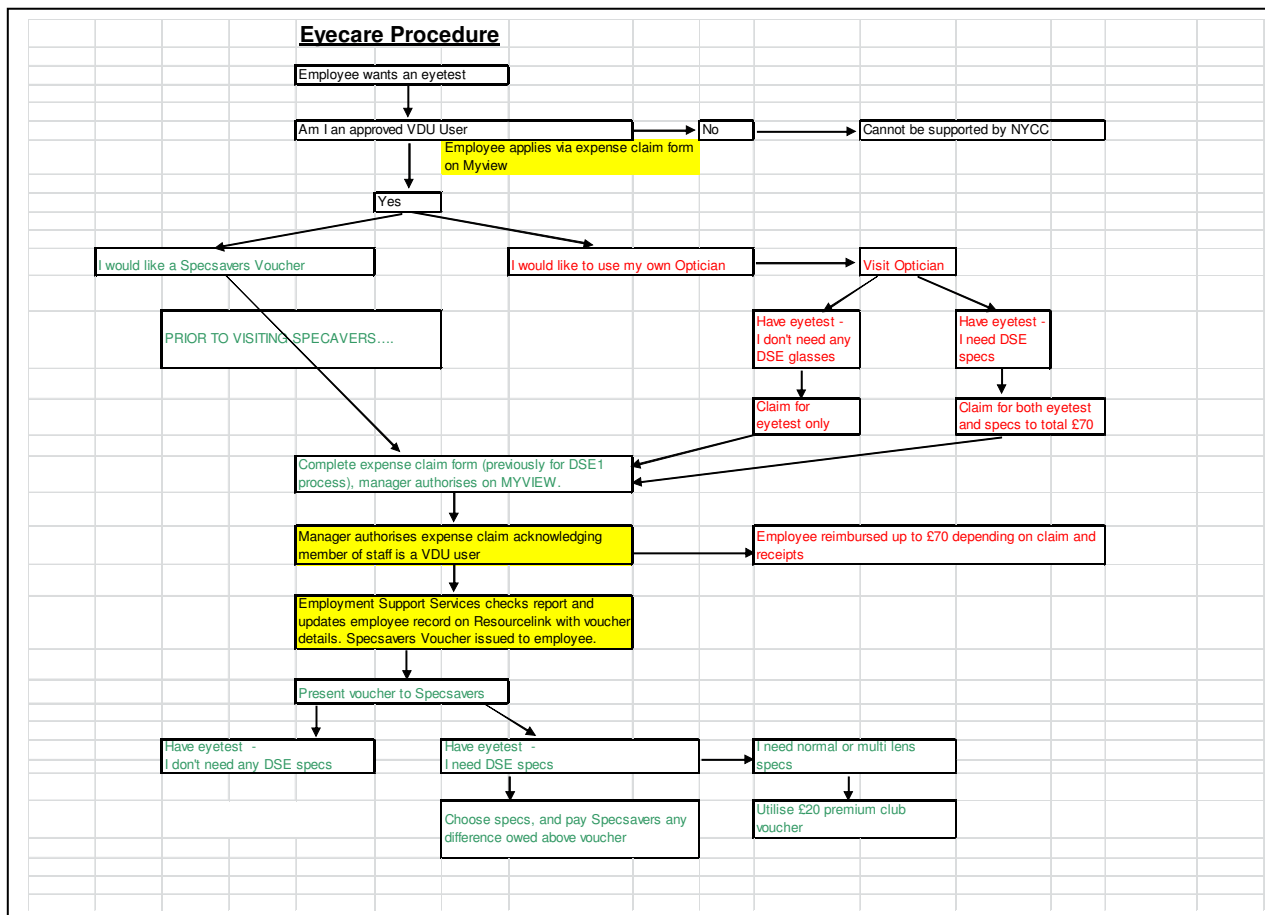 Eyecare Procedure
Employee wants an eyetest
Am I an approved VDU User
No
Cannot be supported by NYCC
Employee applies via expense claim form
on Myview
Yes
I would like a Specsavers Voucher
I would like to use my own Optician
Visit Optician
PRIOR TO VISITING SPECAVERS....
Have eyetest -
I don't need any
DSE glasses
Have eyetest -
I need DSE
specs
Claim for
eyetest only
Claim for both eyetest
and specs to total £70
Complete expense claim form (previously for DSE1
process), manager authorises on MYVIEW.
Manager authorises expense claim acknowledging
member of staff is a VDU user
Employee reimbursed up to £70 depending on claim and
receipts
Employment Support Services checks report and
updates employee record on Resourcelink with voucher
details. Specsavers Voucher issued to employee.
Present voucher to Specsavers
Have eyetest  -
I don't need any DSE specs
Have eyetest -
I need DSE specs
I need normal or multi lens
specs
Choose specs, and pay Specsavers any
difference owed above voucher
Utilise £20 premium club
voucher